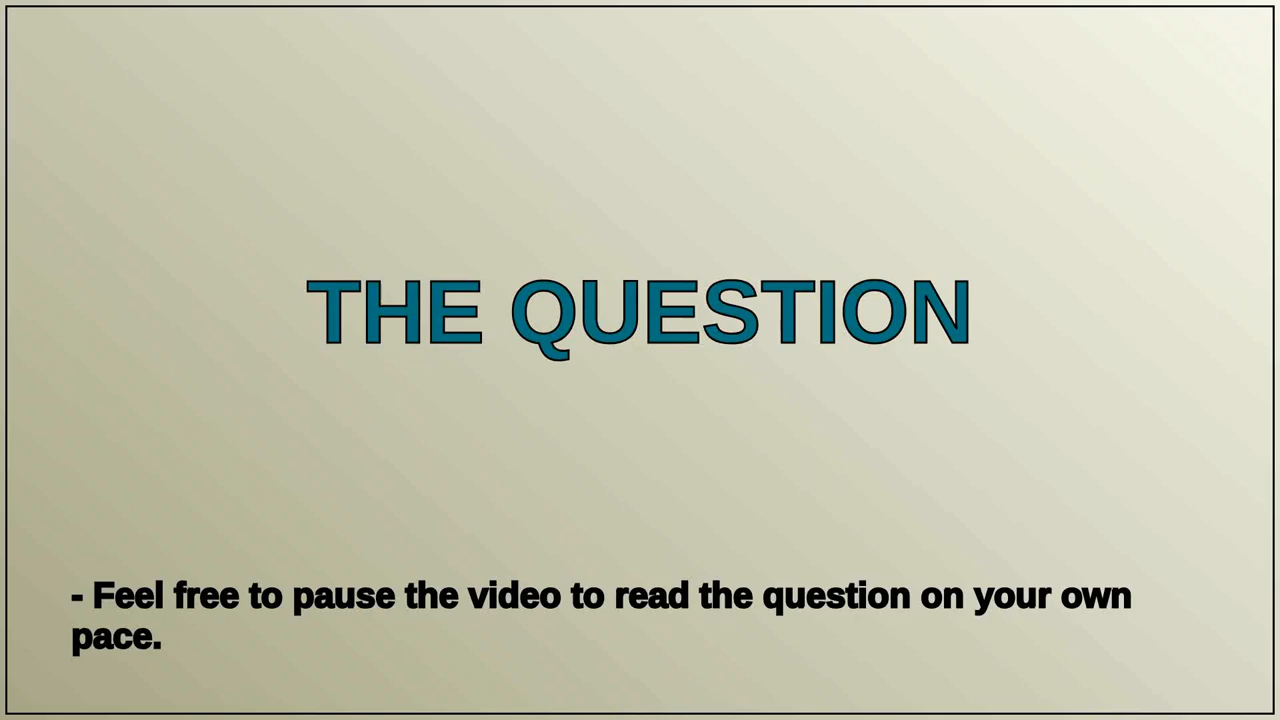 THE QUESTION
- Feel free to pause the video to read the question on your own
pace.